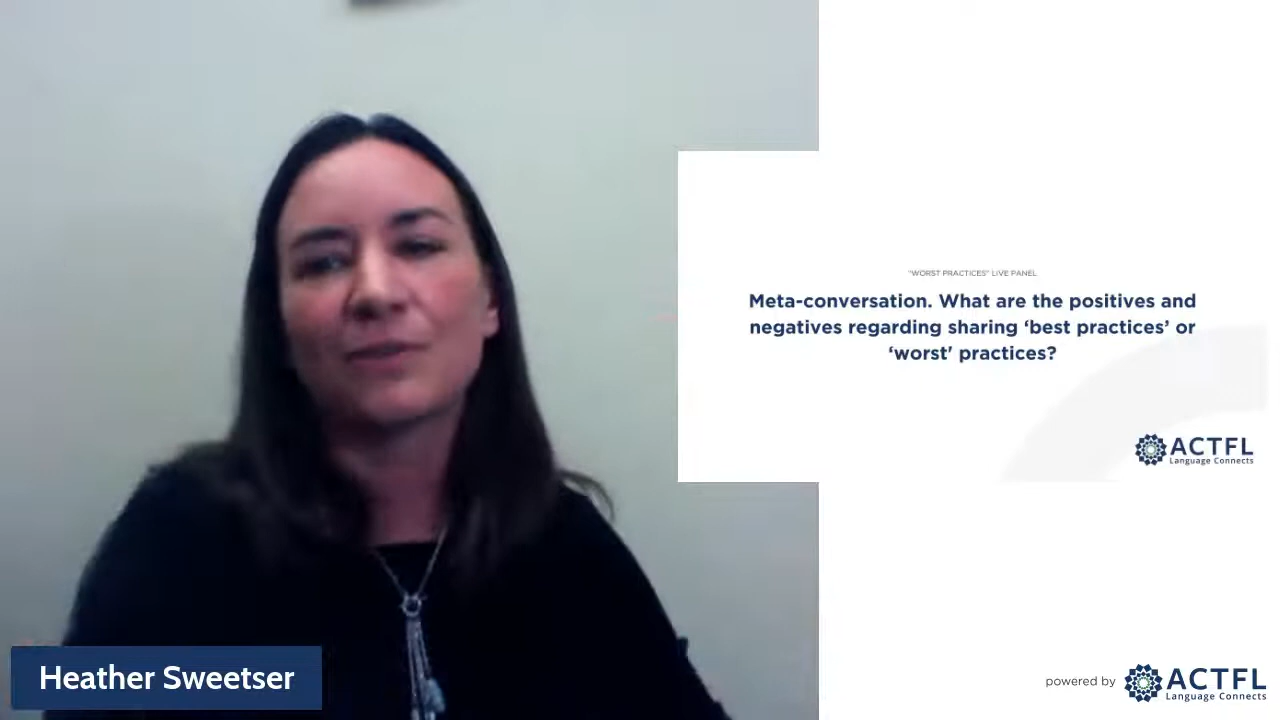 "WORST PRACTICES" LIVE PANEL
Meta-conversation. What are the positives and
negatives regarding sharing ‘best practices’ or
‘worst' practices?
ACTFL
Language Connects
Heather Sweetser
powered by
ACTFL
Language Connects